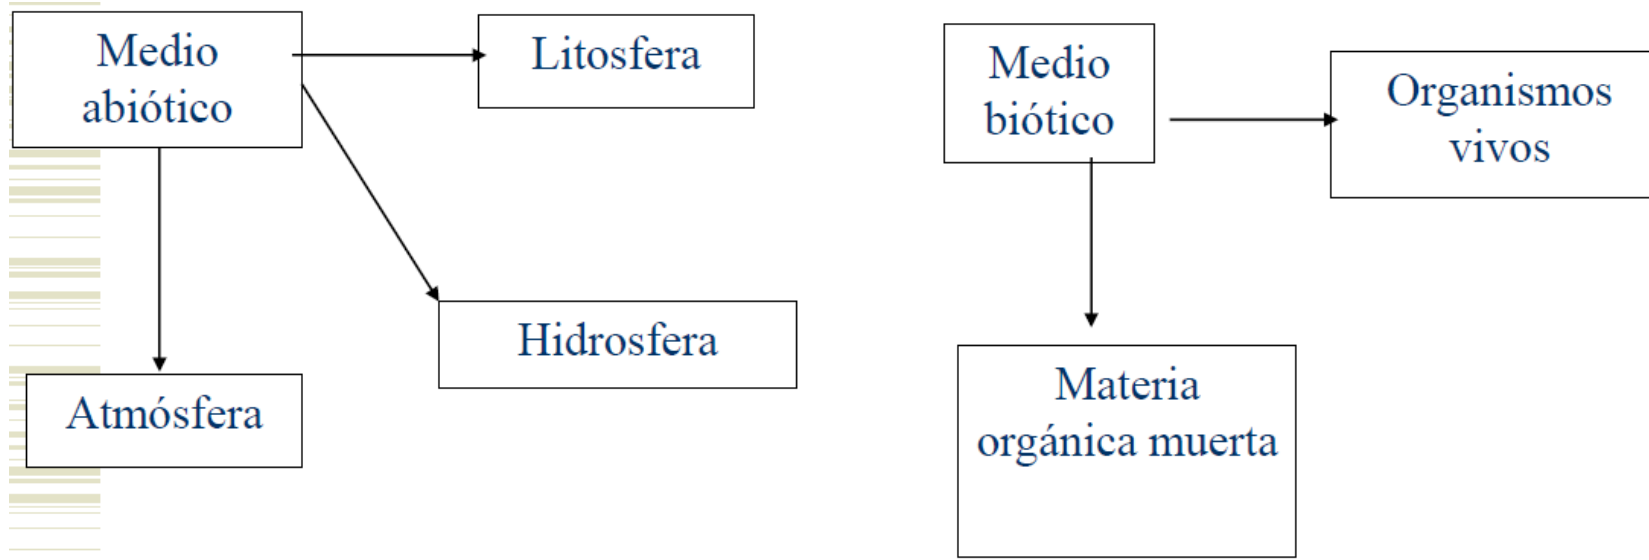 Medio
abiótico
Litosfera
Hidrosfera
Atmósfera
Medio
biótico
Organismos
vivos
Materia
orgánica muerta